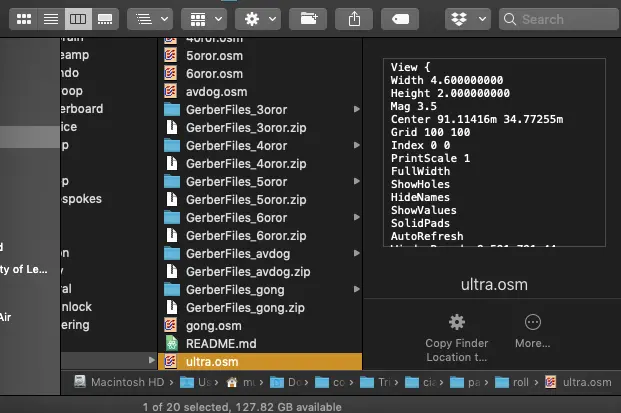 Search
rain
eamp
ndo
oop
erboard
ice
p
p
spokes
on
y
ral
nlock
ering
d
ty of Le...
Air
4oror.osm
5oror.osm
6oror.osm
avdog.osm
GerberFiles_3oror
GerberFiles_3oror.zip
GerberFiles_4oror
GerberFiles_4oror.zip
GerberFiles_5oror
GerberFiles_5oror.zip
GerberFiles_6oror
GerberFiles_6oror.zip
GerberFiles_avdog
GerberFiles_avdog.zip
GerberFiles_gong
GerberFiles_gong.zip
gong.osm
README.md
ultra.osm
View {
Width 4.600000000
Height 2.000000000
Mag 3.5
Center 91.11416m 34.77255m
Grid 100 100
Index 0 0
PrintScale 1
FullWidth
ShowHoles
HideNames
ShowValues
SolidPads
AutoRefresh
ultra.osm
Copy Finder
Location t...
More...
Macintosh HD Us mu Do co Tri cia pa roll ultra.osm
1 of 20 selected, 127.82 GB available